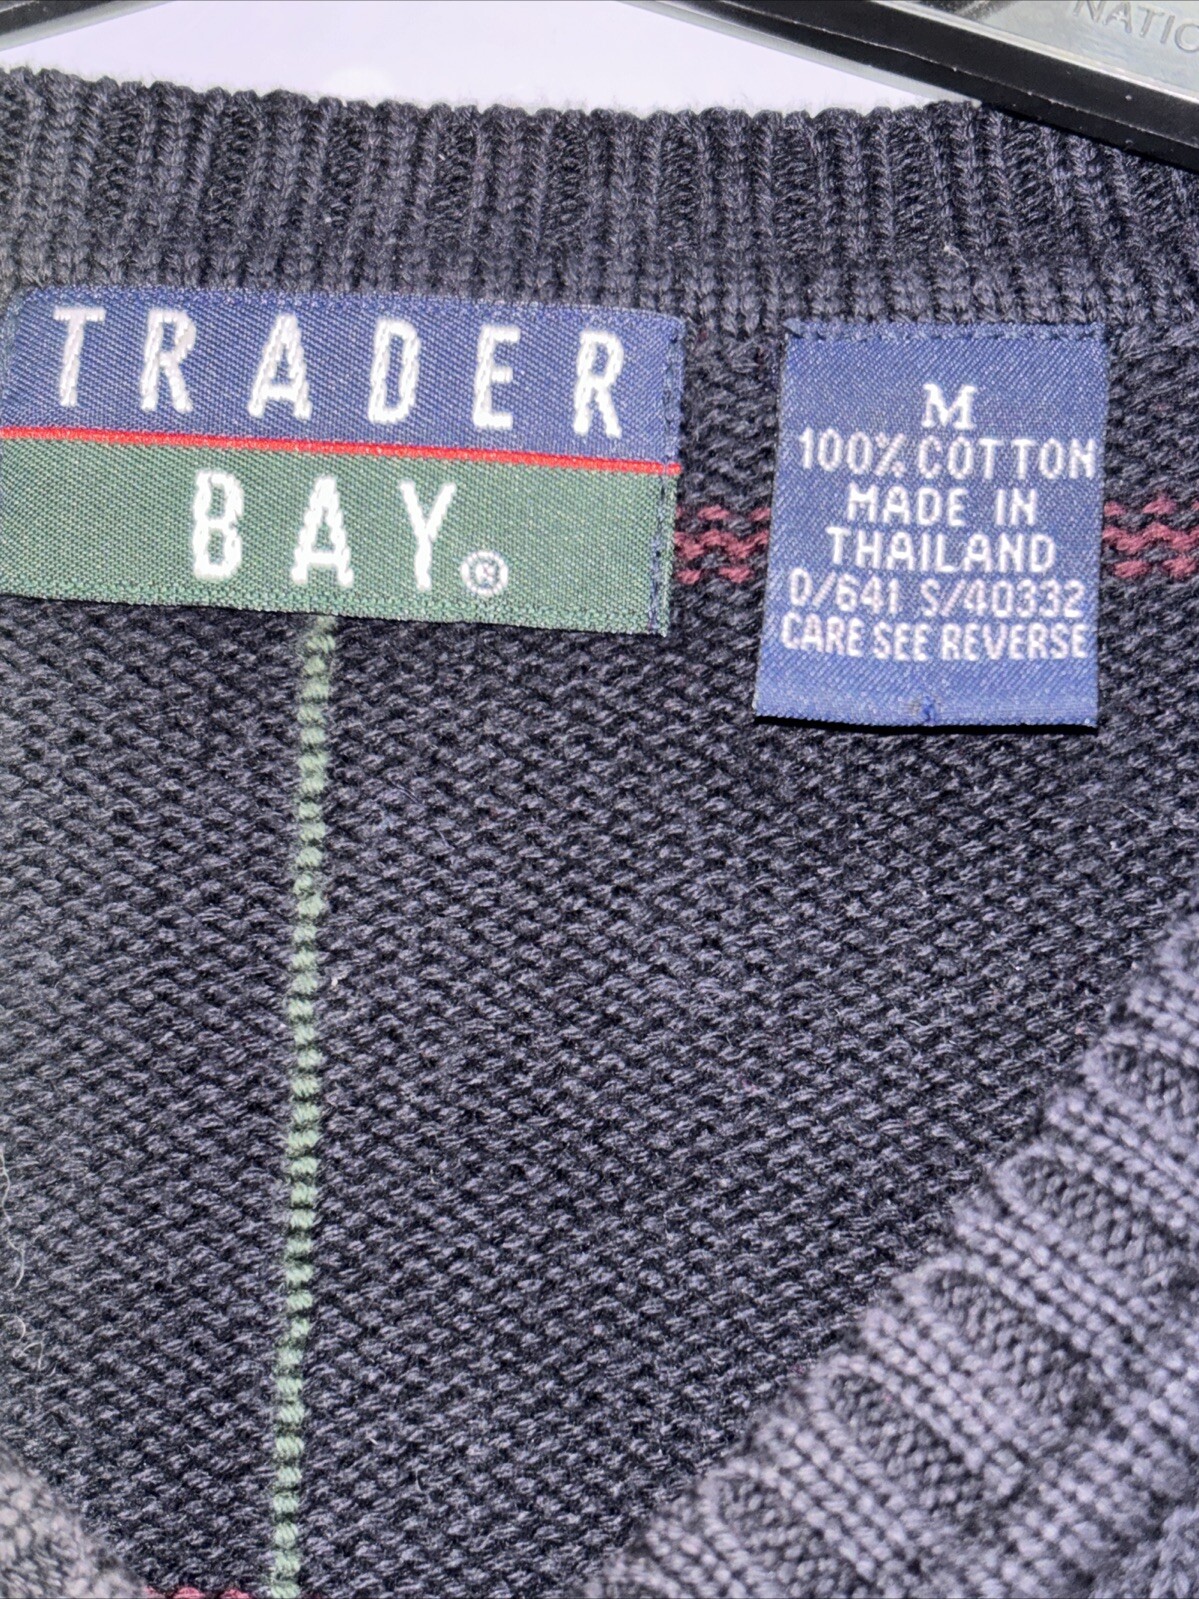 TRADER
BAY®
M
100% COTTON
MADE IN
THAILAND
D/641 S/40332
CARE SEE REVERSE